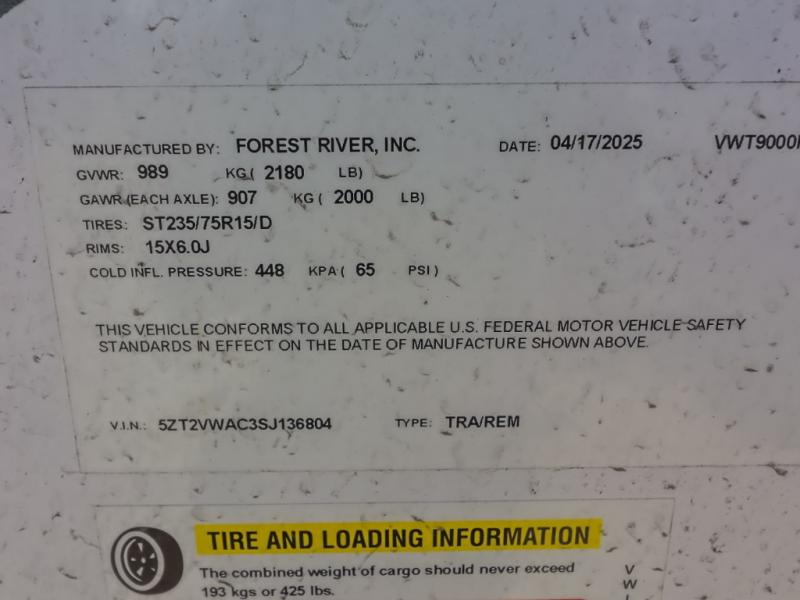 MANUFACTURED BY: FOREST RIVER, INC. DATE: 04/17/2025 VWT9000
GVWR: 989 KG ( 2180 LB)
GAWR (EACH AXLE): 907 KG ( 2000 LB)
TIRES: ST235/75R15/D
RIMS: 15X6.0J
COLD INFL. PRESSURE: 448 KPA ( 65 PSI )
THIS VEHICLE CONFORMS TO ALL APPLICABLE U.S. FEDERAL MOTOR VEHICLE SAFETY
STANDARDS IN EFFECT ON THE DATE OF MANUFACTURE SHOWN ABOVE.
V.I.N.: 5ZT2VWAC3SJ136804 TYPE: TRA/REM
TIRE AND LOADING INFORMATION
The combined weight of cargo should never exceed
193 kgs or 425 lbs.
V
W